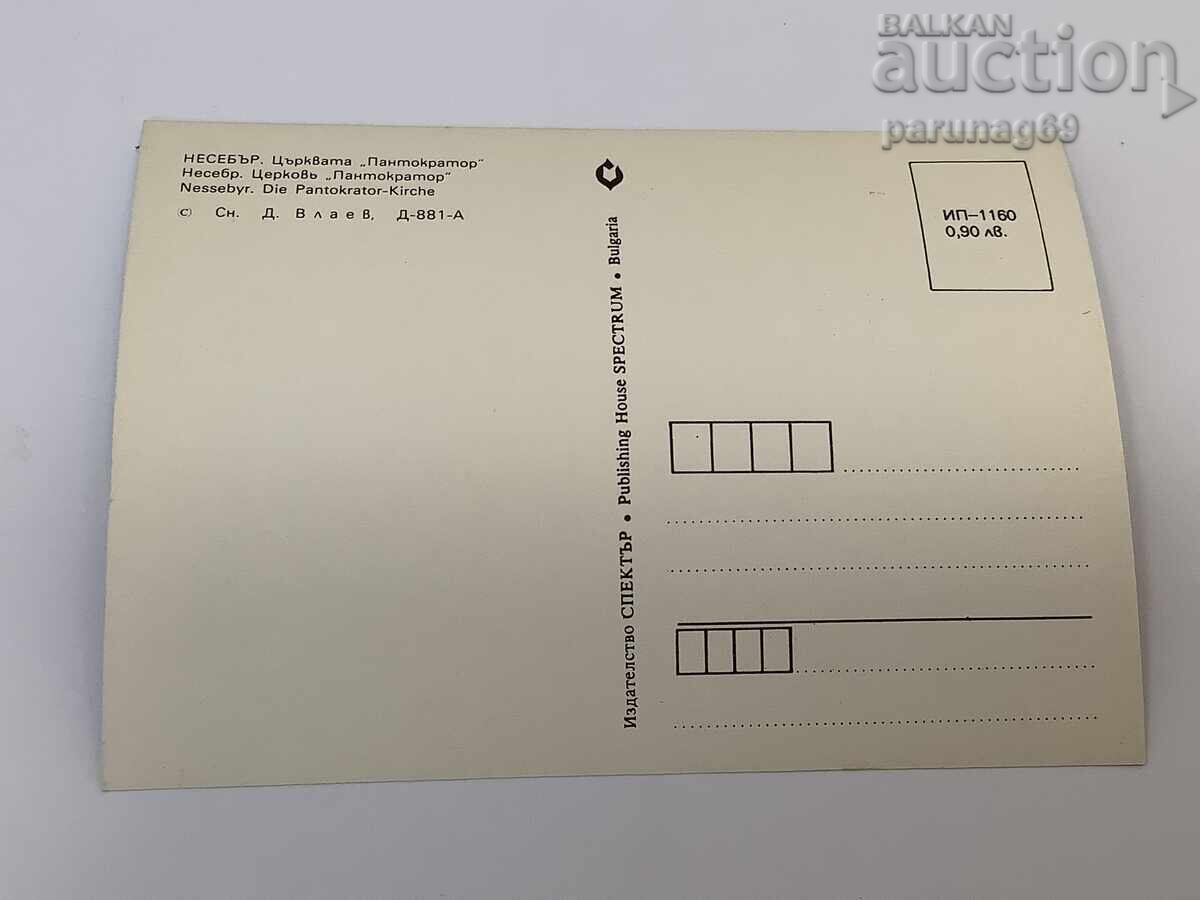 BALKAN
auction
parunag69
НЕСЕБЪР. Църквата „Пантократор"
Несебр. Церковь „Пантократор"
Nessebyr. Die Pantokrator-Kirche
© Сн. Д. Влаев, Д-881-А
Издателство СПЕКТЪР • Publishing House SPECTRUM • Bulgaria
ИП-1160
0,90 лв.